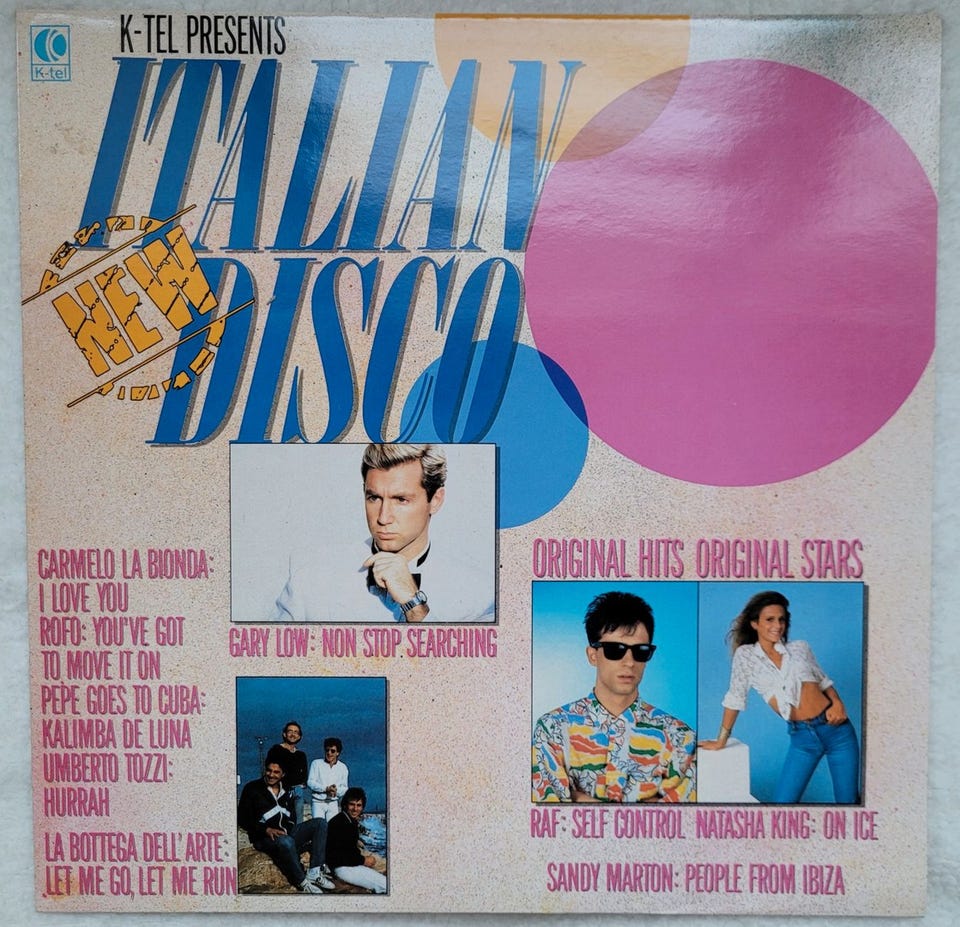 K-TEL PRESENTS
K-tel
ITALIAN
DISCO
NEW
CARMELO LA BIONDA:
I LOVE YOU
ROFO: YOU'VE GOT
TO MOVE IT ON
PEPE GOES TO CUBA:
KALIMBA DE LUNA
UMBERTO TOZZI:
HURRAH
LA BOTTEGA DELL'ARTE:
LET ME GO, LET ME RUN
GARY LOW: NON STOP SEARCHING
ORIGINAL HITS ORIGINAL STARS
RAF: SELF CONTROL NATASHA KING: ON ICE
SANDY MARTON: PEOPLE FROM IBIZA